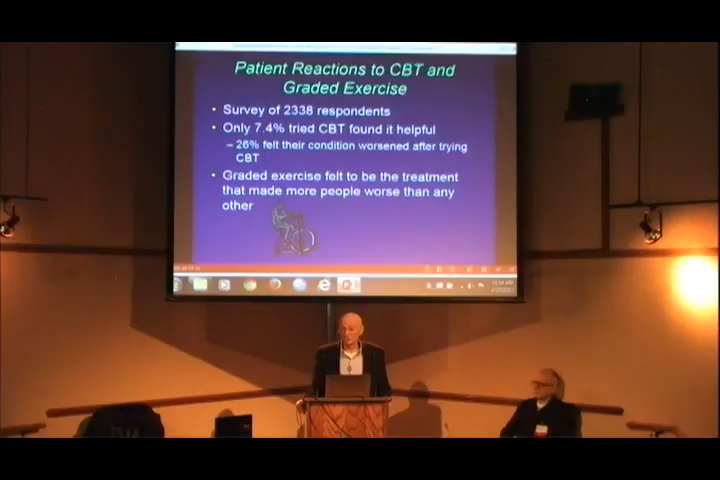 Patient Reactions to CBT and
Graded Exercise
• Survey of 2338 respondents
• Only 7.4% tried CBT found it helpful
– 26% felt their condition worsened after trying
CBT
• Graded exercise felt to be the treatment
that made more people worse than any
other